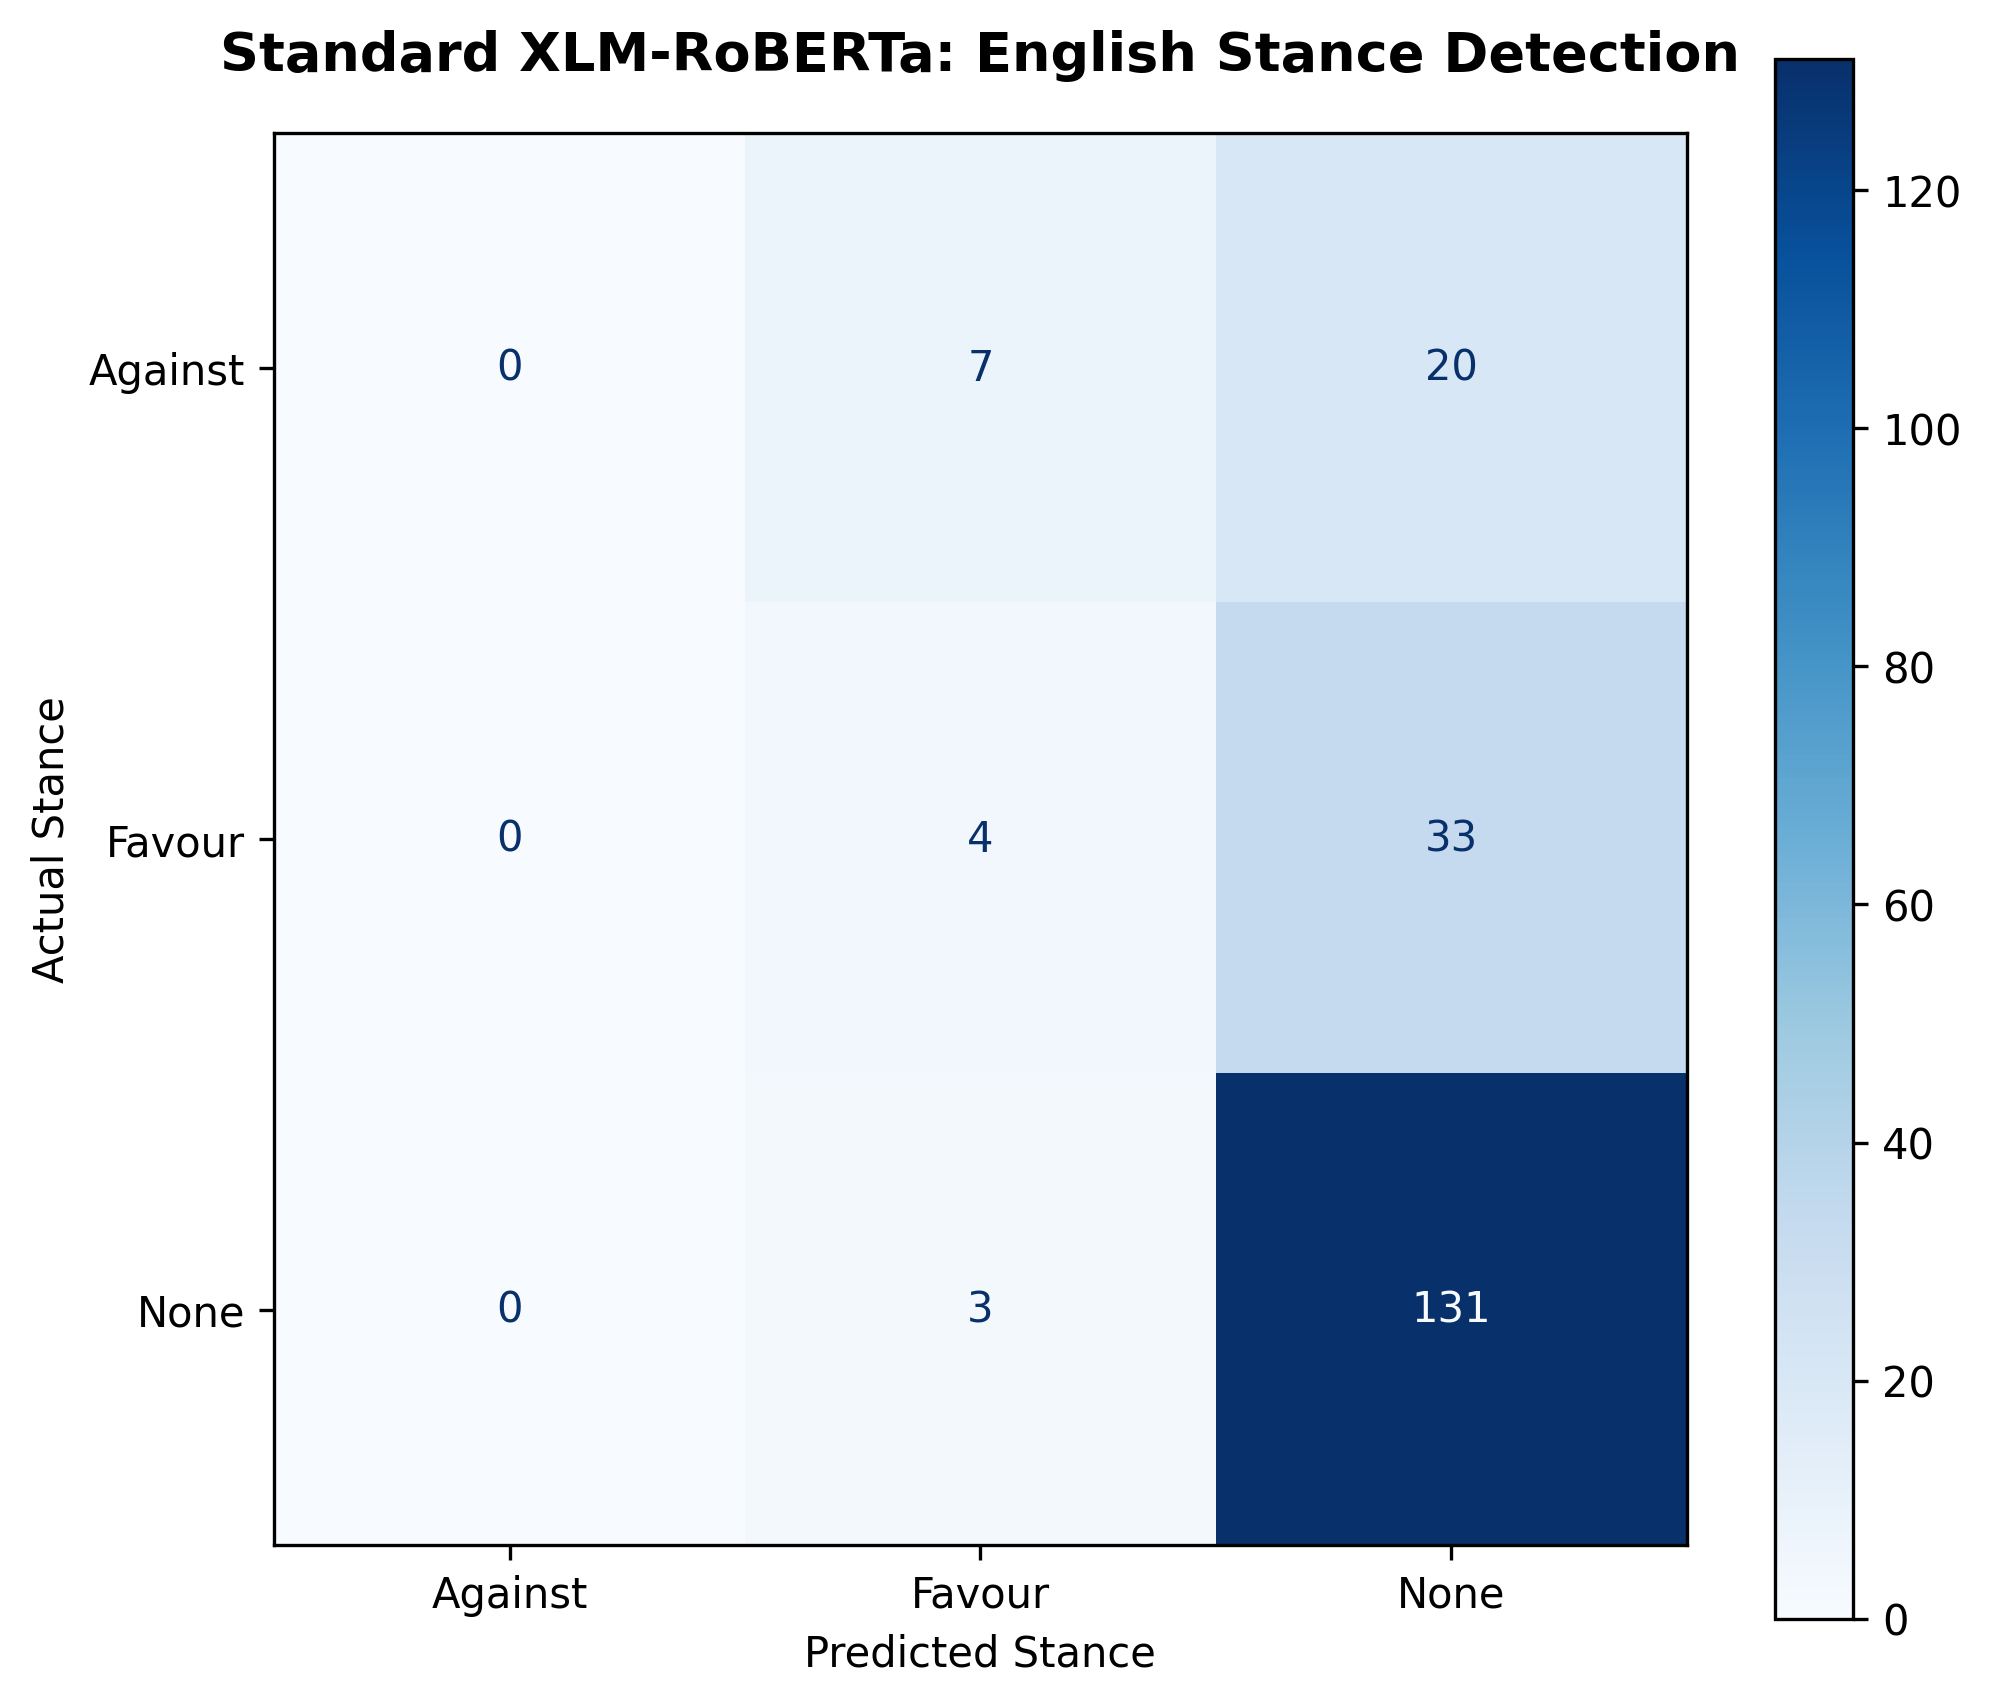 Standard XLM-RoBERTa: English Stance Detection
Against 0 7 20
Favour 0 4 33
None 0 3 131
Against Favour None
Predicted Stance
Actual Stance
120
100
80
60
40
20
0